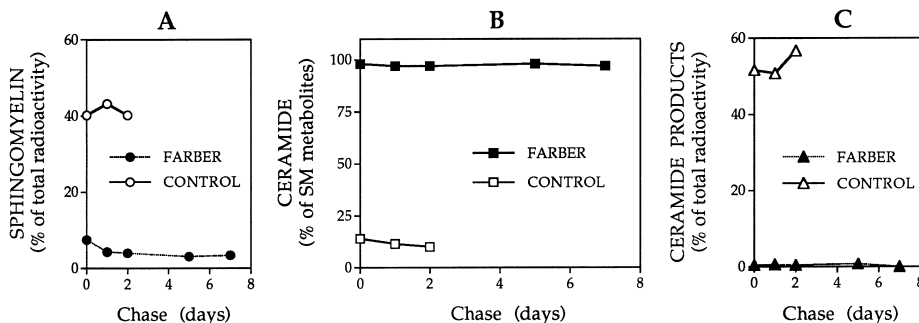 A
SPHINGOMYELIN
(% of total radioactivity)
60
40
20
0
FARBER
CONTROL
0 2 4 6 8
Chase (days)
B
CERAMIDE
(% of SM metabolites)
100
75
50
25
0
FARBER
CONTROL
0 2 4 6 8
Chase (days)
C
CERAMIDE PRODUCTS
(% of total radioactivity)
60
40
20
0
FARBER
CONTROL
0 2 4 6 8
Chase (days)